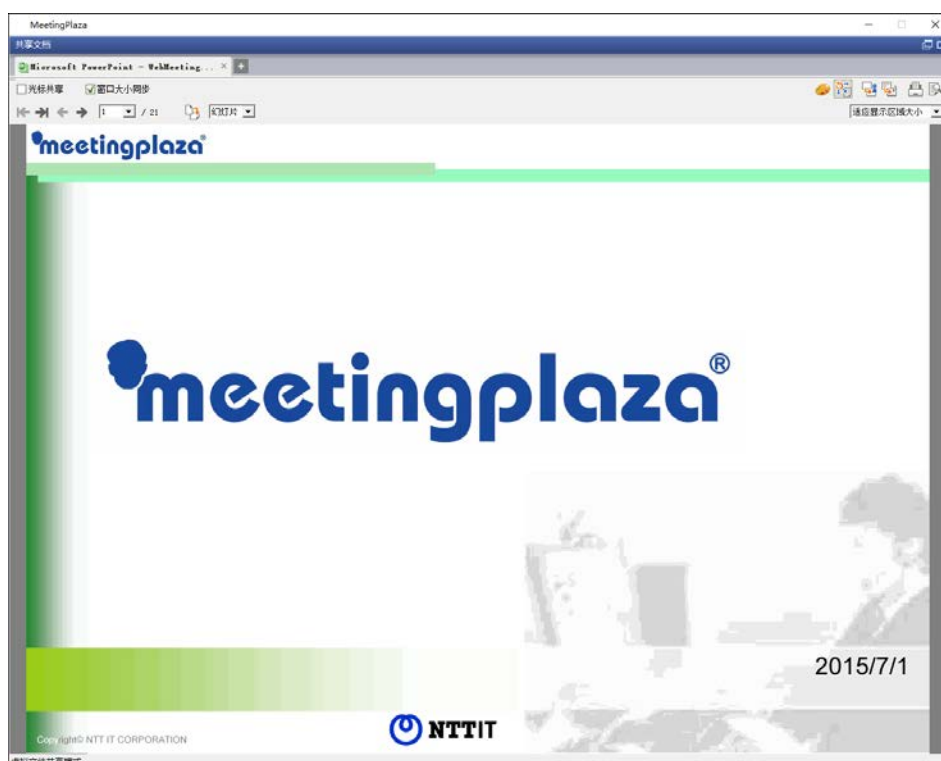 MeetingPlaza
共享文档
Microsoft PowerPoint - WebMeeting... ×
光标共享 窗口大小同步
1 / 21 幻灯片 适应显示区域大小
meetingplaza®
meetingplaza®
2015/7/1
NTTIT
Copyright© NTT IT CORPORATION